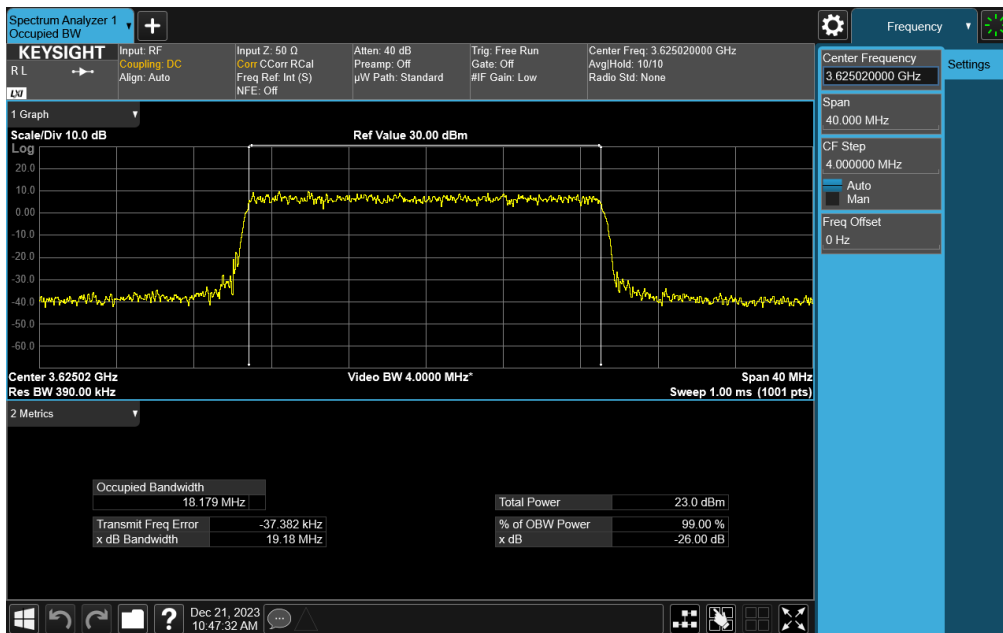 Spectrum Analyzer 1
Occupied BW
Frequency
KEYSIGHT
R L
LXI
Input: RF
Coupling: DC
Align: Auto
Input Z: 50 Ω
Corr CCorr RCal
Freq Ref: Int (S)
NFE: Off
Atten: 40 dB
Preamp: Off
µW Path: Standard
Trig: Free Run
Gate: Off
#IF Gain: Low
Center Freq: 3.625020000 GHz
Avg|Hold: 10/10
Radio Std: None
Center Frequency
3.625020000 GHz
Settings
Span
40.000 MHz
CF Step
4.000000 MHz
Auto
Man
Freq Offset
0 Hz
1 Graph
Scale/Div 10.0 dB
Ref Value 30.00 dBm
Log
20.0
10.0
0.00
-10.0
-20.0
-30.0
-40.0
-50.0
-60.0
Center 3.62502 GHz
Video BW 4.0000 MHz*
Span 40 MHz
Res BW 390.00 kHz
Sweep 1.00 ms (1001 pts)
2 Metrics
Occupied Bandwidth
18.179 MHz
Total Power 23.0 dBm
Transmit Freq Error -37.382 kHz
% of OBW Power 99.00 %
x dB Bandwidth 19.18 MHz
x dB -26.00 dB
?
Dec 21, 2023
10:47:32 AM